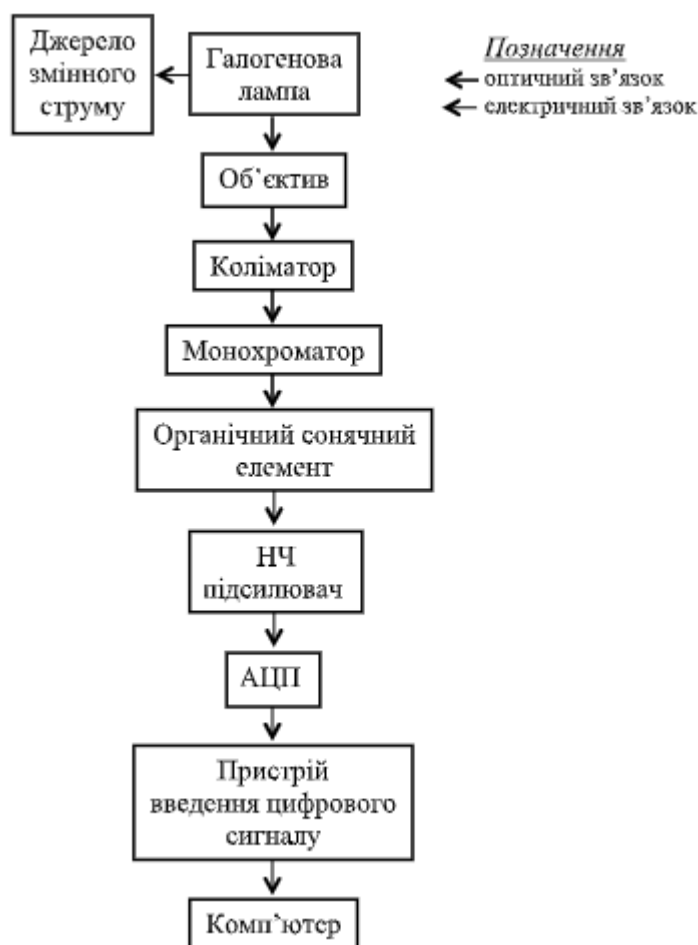 Джерело
змінного
струму
Галогенова
лампа
Позначення
оптичний зв’язок
електричний зв’язок
Об‘єктив
Коліматор
Монохроматор
Органічний сонячний
елемент
НЧ
підсилювач
АЦП
Пристрій
введення цифрового
сигналу
Комп’ютер